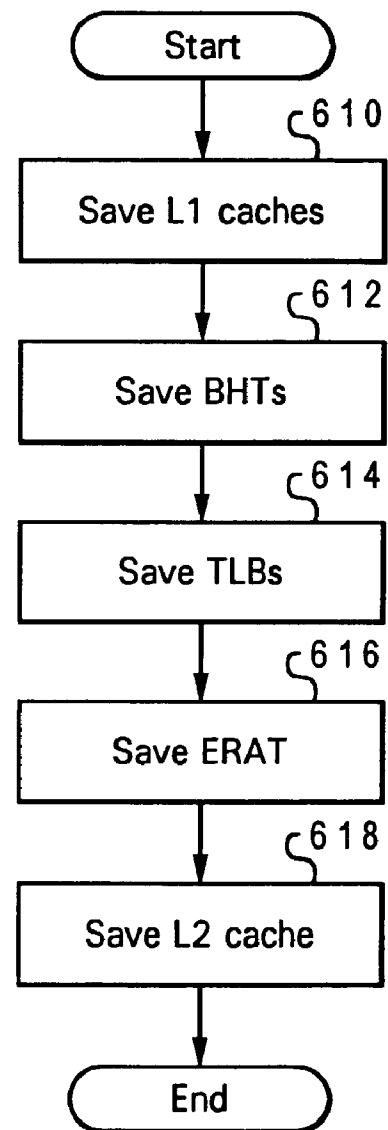 Start
610
Save L1 caches
612
Save BHTs
614
Save TLBs
616
Save ERAT
618
Save L2 cache
End